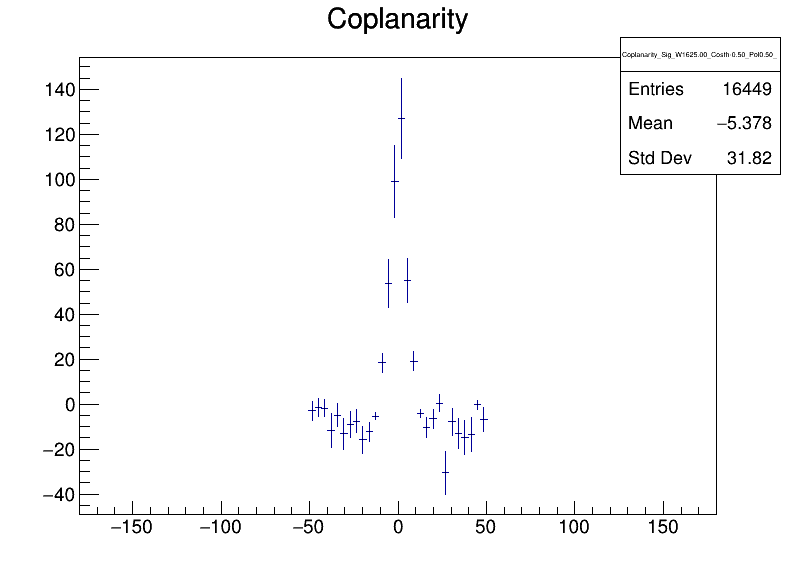 Coplanarity
Coplanarity_Sig_W1625.00_Costh-0.50_Pol0.50_
Entries 16449
Mean −5.378
Std Dev 31.82
140
120
100
80
60
40
20
0
−20
−40
−150 −100 −50 0 50 100 150